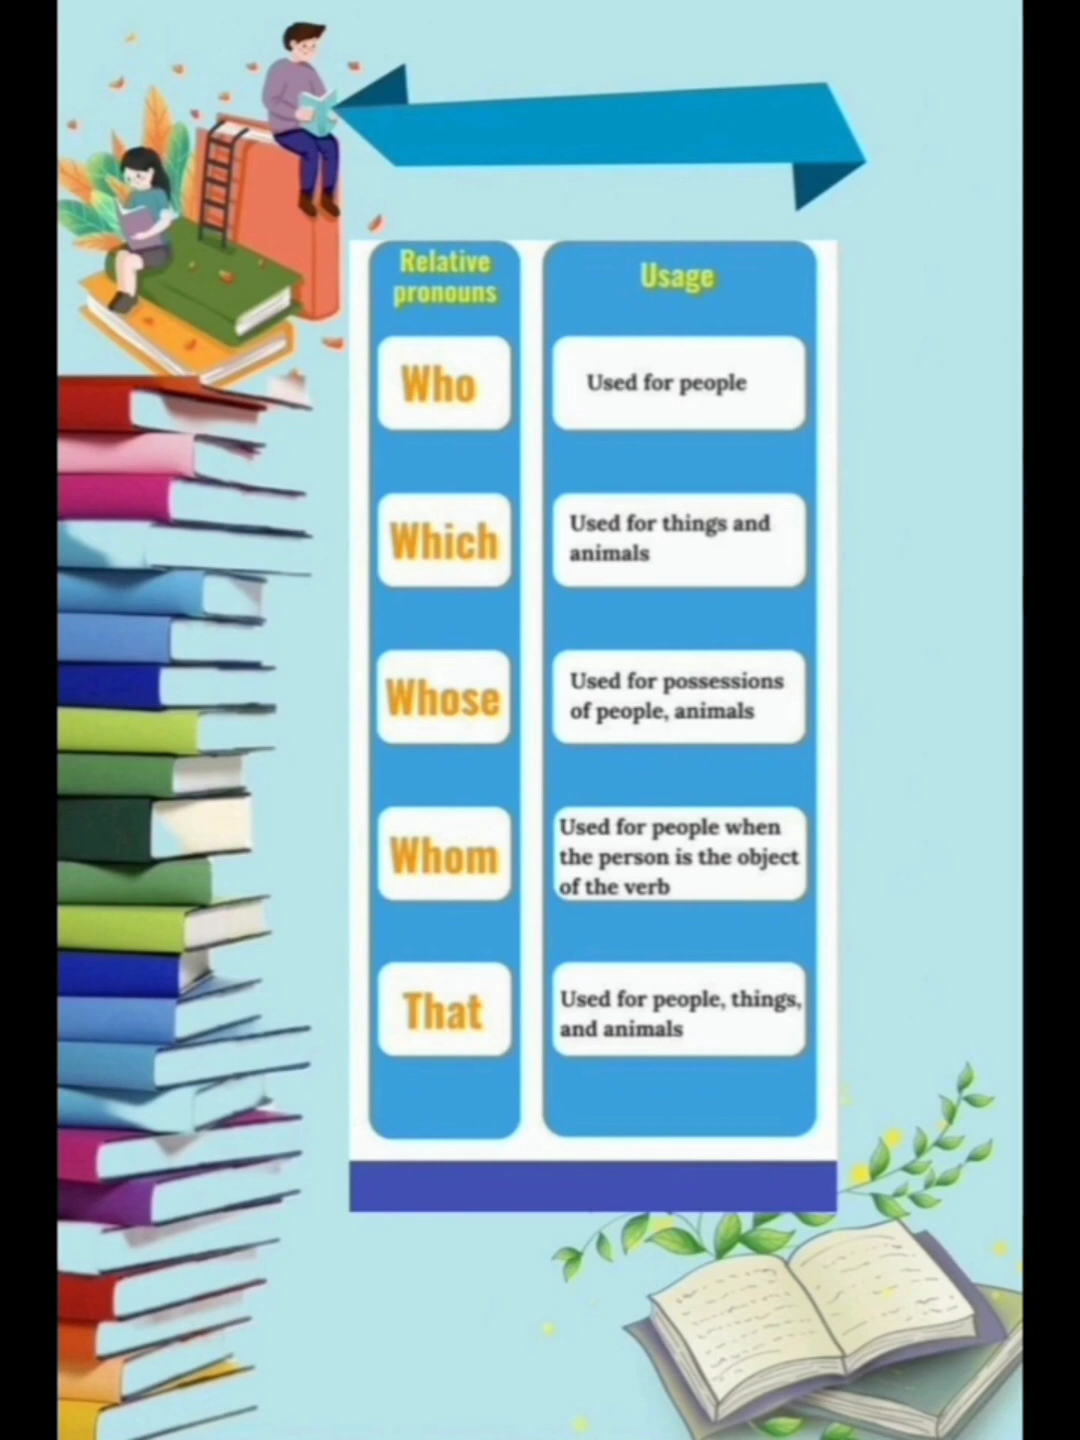 Relative
pronouns
Usage
Who
Used for people
Which
Used for things and
animals
Whose
Used for possessions
of people, animals
Whom
Used for people when
the person is the object
of the verb
That
Used for people, things,
and animals